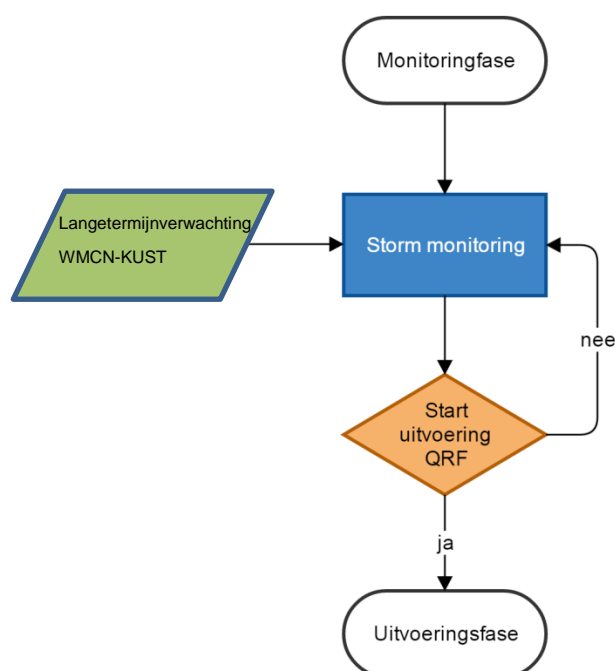 Monitoringfase
Langetermijnverwachting
WMCN-KUST
Storm monitoring
nee
Start
uitvoering
QRF
ja
Uitvoeringsfase